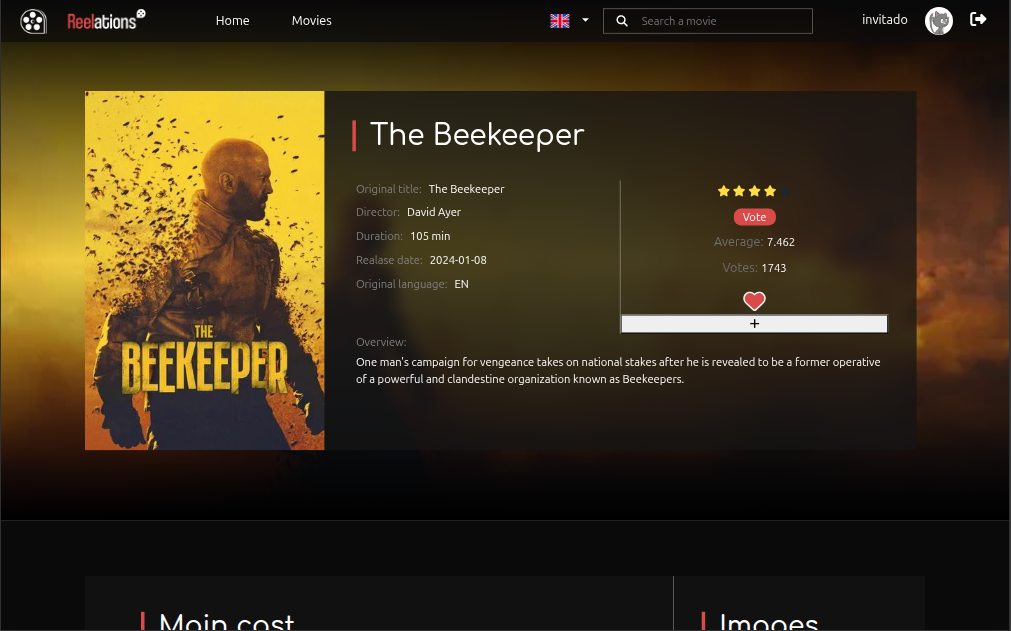 Reelations
Home
Movies
Search a movie
invitado
The Beekeeper
Original title: The Beekeeper
Director: David Ayer
Duration: 105 min
Realase date: 2024-01-08
Original language: EN
Vote
Average: 7.462
Votes: 1743
+
Overview:
One man's campaign for vengeance takes on national stakes after he is revealed to be a former operative
of a powerful and clandestine organization known as Beekeepers.
THE
BEEKEEPER
Main cast
Images